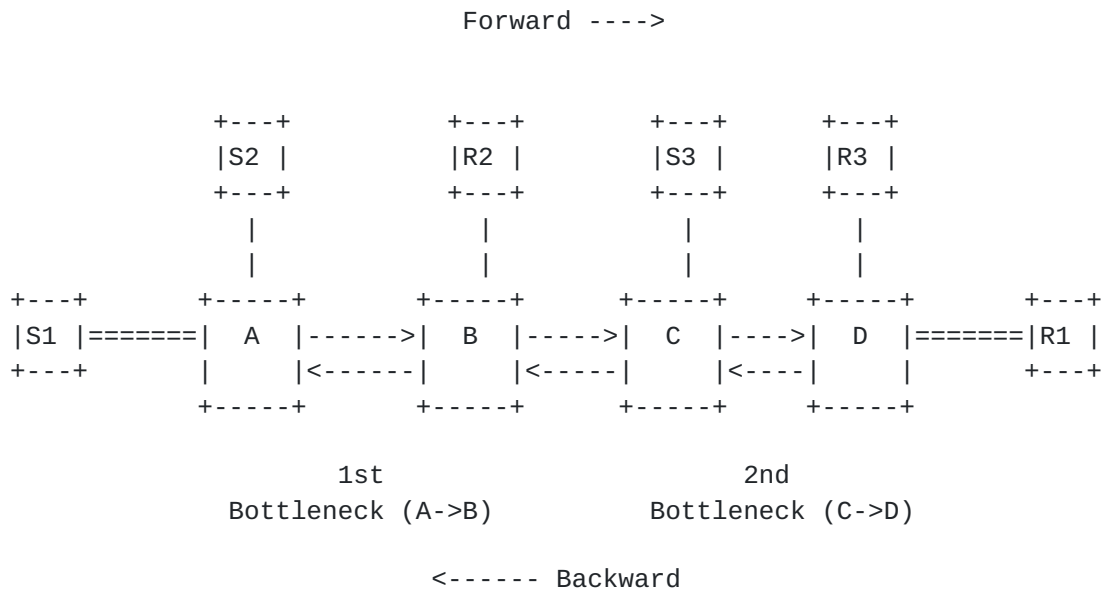 Forward ---->
+---+ +---+ +---+ +---+
|S2 | |R2 | |S3 | |R3 |
+---+ +---+ +---+ +---+
| | | |
| | | |
+---+ +-----+ +-----+ +-----+ +-----+ +---+
|S1 |=======| A |------>| B |----->| C |---->| D |=======|R1 |
+---+ | |<------| |<-----| |<----| | +---+
+-----+ +-----+ +-----+ +-----+
1st 2nd
Bottleneck (A->B) Bottleneck (C->D)
<------ Backward